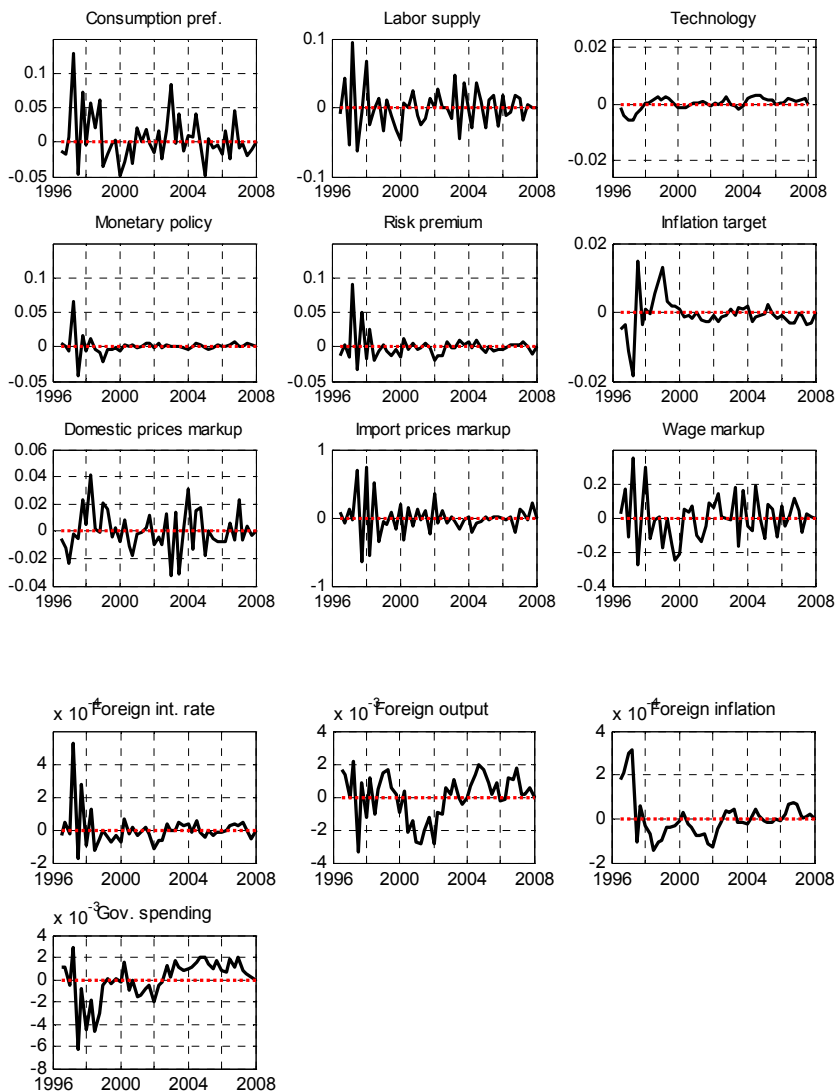 Consumption pref.
0.1
0.05
0
-0.05
1996 2000 2004 2008
Labor supply
0.1
0
-0.1
1996 2000 2004 2008
Technology
0.02
0
-0.02
1996 2000 2004 2008
Monetary policy
0.1
0.05
0
-0.05
1996 2000 2004 2008
Risk premium
0.1
0.05
0
-0.05
1996 2000 2004 2008
Inflation target
0.02
0
-0.02
1996 2000 2004 2008
Domestic prices markup
0.06
0.04
0.02
0
-0.02
-0.04
1996 2000 2004 2008
Import prices markup
1
0
-1
1996 2000 2004 2008
Wage markup
0.2
0
-0.2
-0.4
1996 2000 2004 2008
x 10⁻⁴ Foreign int. rate
4
2
0
-2
1996 2000 2004 2008
x 10⁻³ Foreign output
4
2
0
-2
-4
1996 2000 2004 2008
x 10⁻⁴ Foreign inflation
4
2
0
-2
1996 2000 2004 2008
x 10⁻³ Gov. spending
4
2
0
-2
-4
-6
-8
1996 2000 2004 2008